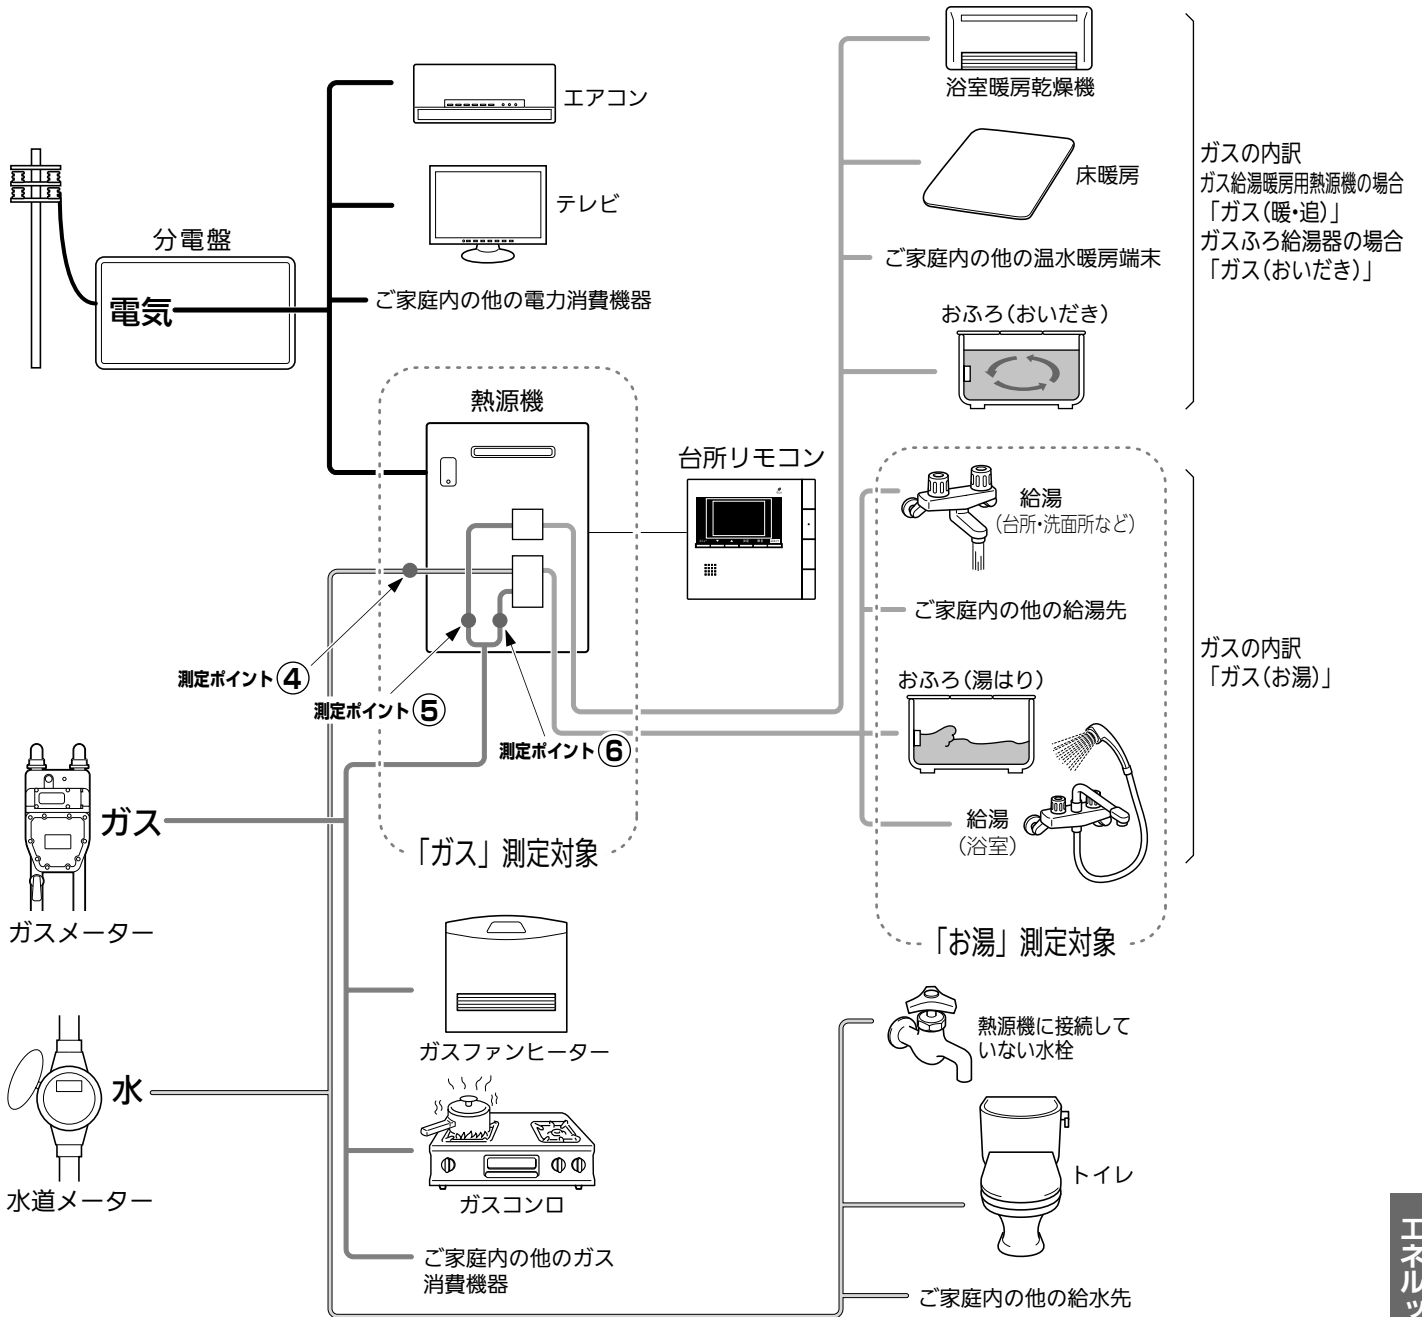 エアコン
テレビ
分電盤
電気
ご家庭内の他の電力消費機器
熱源機
台所リモコン
測定ポイント④
測定ポイント⑤
測定ポイント⑥
ガス
「ガス」測定対象
ガスメーター
ガスファンヒーター
水
水道メーター
ガスコンロ
ご家庭内の他のガス
消費機器
浴室暖房乾燥機
床暖房
ご家庭内の他の温水暖房端末
おふろ(おいだき)
ガスの内訳
ガス給湯暖房用熱源機の場合
「ガス(暖・追)」
ガスふろ給湯器の場合
「ガス(おいだき)」
給湯
(台所・洗面所など)
ご家庭内の他の給湯先
おふろ(湯はり)
給湯
(浴室)
「お湯」測定対象
ガスの内訳
「ガス(お湯)」
熱源機に接続して
いない水栓
トイレ
ご家庭内の他の給水先
エネルッ